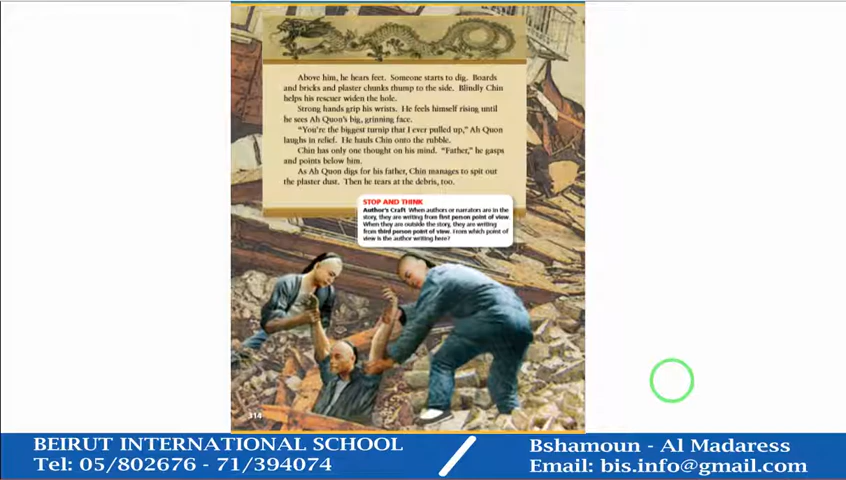 Above him, he hears feet. Someone starts to dig. Boards
and bricks and plaster chunks thump to the side. Blindly Chin
helps his rescuer widen the hole.
Strong hands grip his wrists. He feels himself rising until
he sees Ah Quon's big, grinning face.
"You're the biggest turnip that I ever pulled up," Ah Quon
laughs in relief. He hauls Chin onto the rubble.
Chin has only one thought on his mind. "Father," he gasps
and points below him.
As Ah Quon digs for his father, Chin manages to spit out
the plaster dust. Then he tears at the debris, too.
STOP AND THINK
Author's Craft When authors or narrators are in the
story, they are writing from first person point of view.
When they are outside the story, they are writing
from third person point of view. From which point of
view is the author writing here?
314
BEIRUT INTERNATIONAL SCHOOL
Tel: 05/802676 - 71/394074
Bshamoun - Al Madaress
Email: bis.info@gmail.com